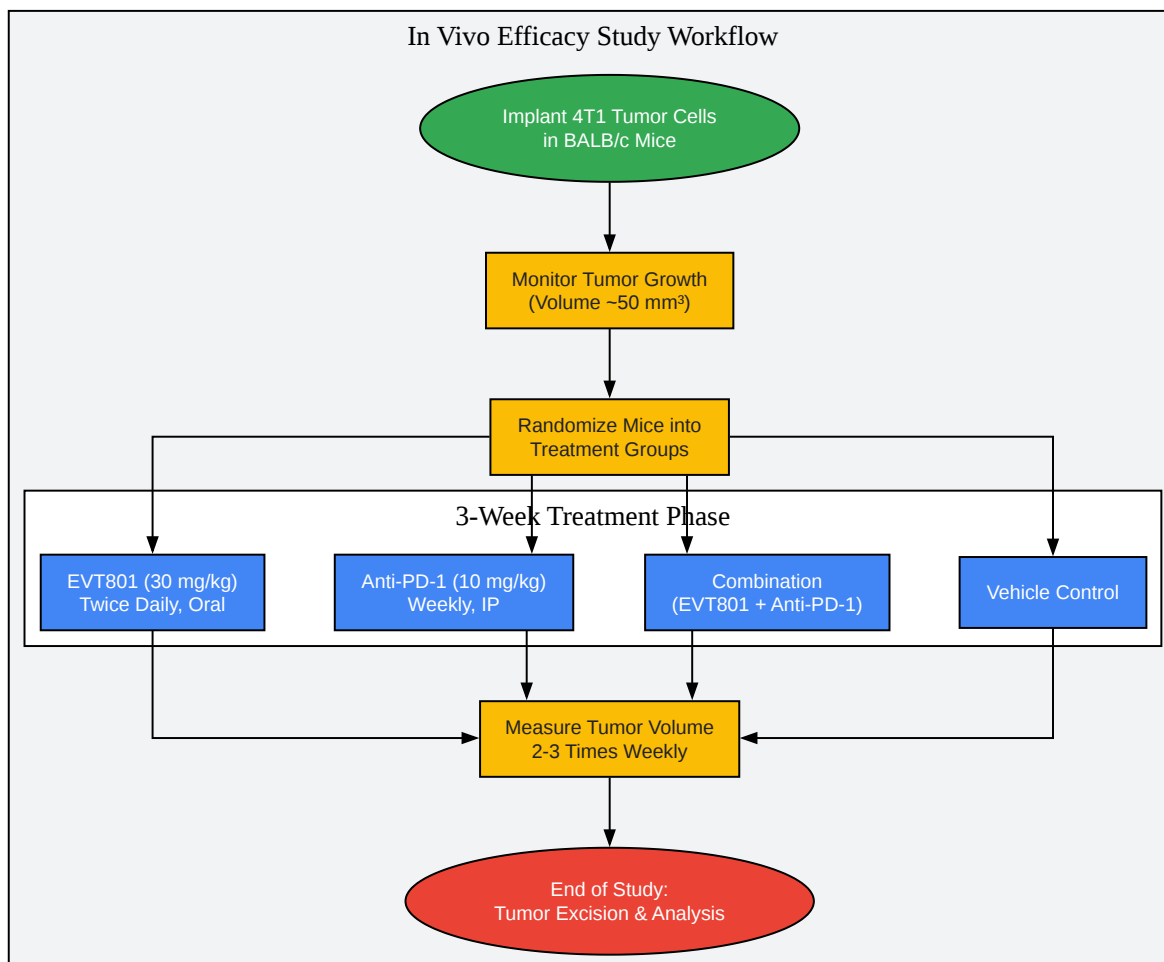 In Vivo Efficacy Study Workflow
Implant 4T1 Tumor Cells
in BALB/c Mice
Monitor Tumor Growth
(Volume ~50 mm³)
Randomize Mice into
Treatment Groups
3-Week Treatment Phase
EVT801 (30 mg/kg)
Twice Daily, Oral
Anti-PD-1 (10 mg/kg)
Weekly, IP
Combination
(EVT801 + Anti-PD-1)
Vehicle Control
Measure Tumor Volume
2-3 Times Weekly
End of Study:
Tumor Excision & Analysis